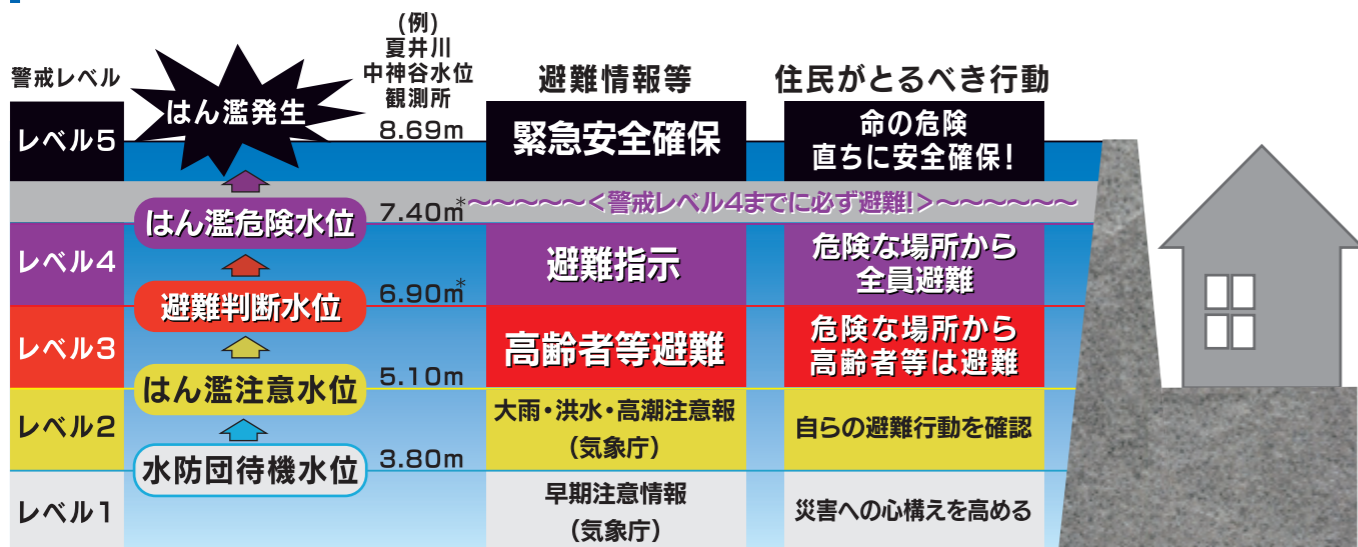 警戒レベル
(例)
夏井川
中神谷水位
観測所
避難情報等
住民がとるべき行動
レベル5
はん濫発生
8.69m
緊急安全確保
命の危険
直ちに安全確保!
はん濫危険水位
7.40m*
~~~~~<警戒レベル4までに必ず避難!>~~~~~~
レベル4
避難指示
危険な場所から
全員避難
避難判断水位
6.90m*
レベル3
高齢者等避難
危険な場所から
高齢者等は避難
はん濫注意水位
5.10m
レベル2
大雨・洪水・高潮注意報
(気象庁)
自らの避難行動を確認
水防団待機水位
3.80m
レベル1
早期注意情報
(気象庁)
災害への心構えを高める